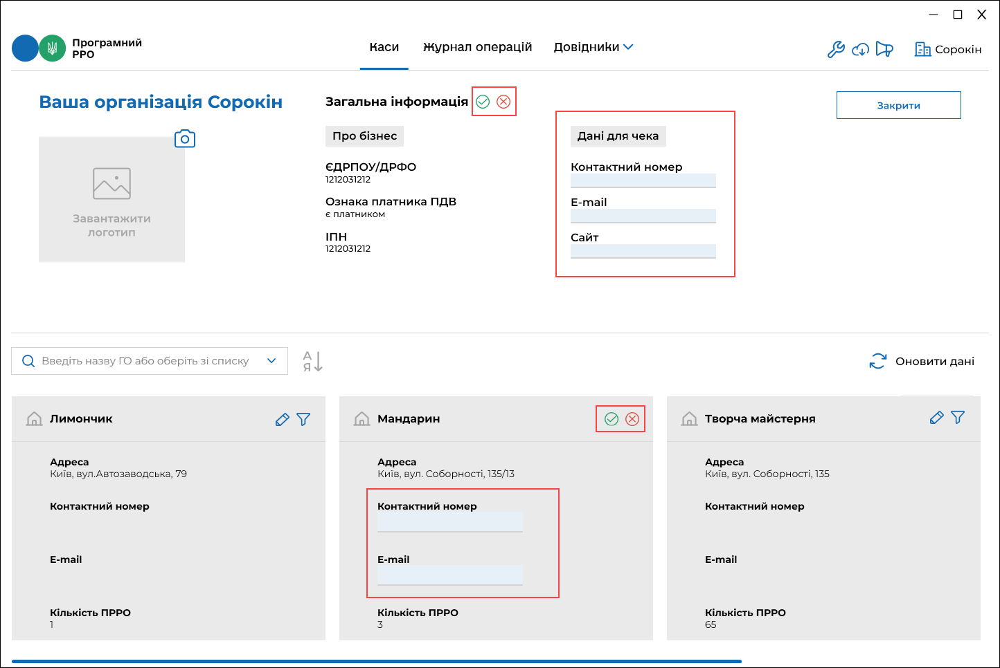 Програмний
РРО
Каси
Журнал операцій
Довідники
Сорокін
Ваша організація Сорокін
Загальна інформація
Закрити
Завантажити
логотип
Про бізнес
ЄДРПОУ/ДРФО
1212031212
Ознака платника ПДВ
є платником
ІПН
1212031212
Дані для чека
Контактний номер
E-mail
Сайт
Введіть назву ГО або оберіть зі списку
А
Я
Оновити дані
Лимончик
Адреса
Київ, вул.Автозаводська, 79
Контактний номер
E-mail
Кількість ПРРО
1
Мандарин
Адреса
Київ, вул. Соборності, 135/13
Контактний номер
E-mail
Кількість ПРРО
3
Творча майстерня
Адреса
Київ, вул. Соборності, 135
Контактний номер
E-mail
Кількість ПРРО
65